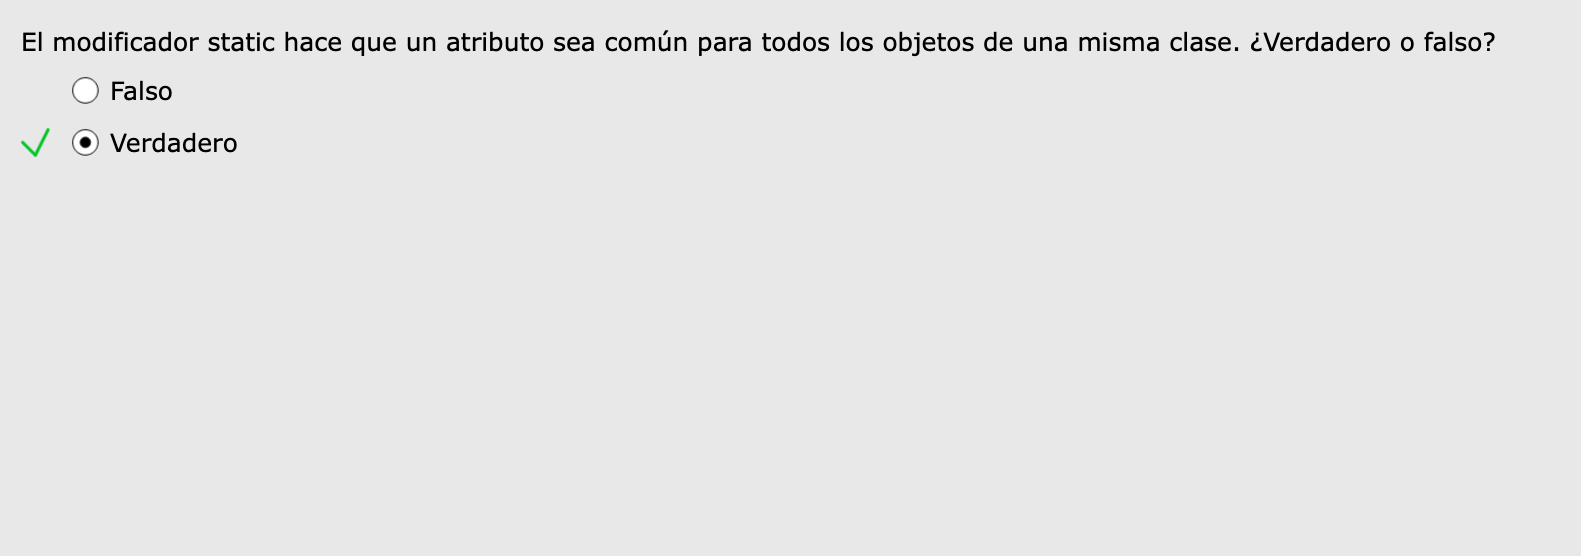 El modificador static hace que un atributo sea común para todos los objetos de una misma clase. ¿Verdadero o falso?
Falso
Verdadero